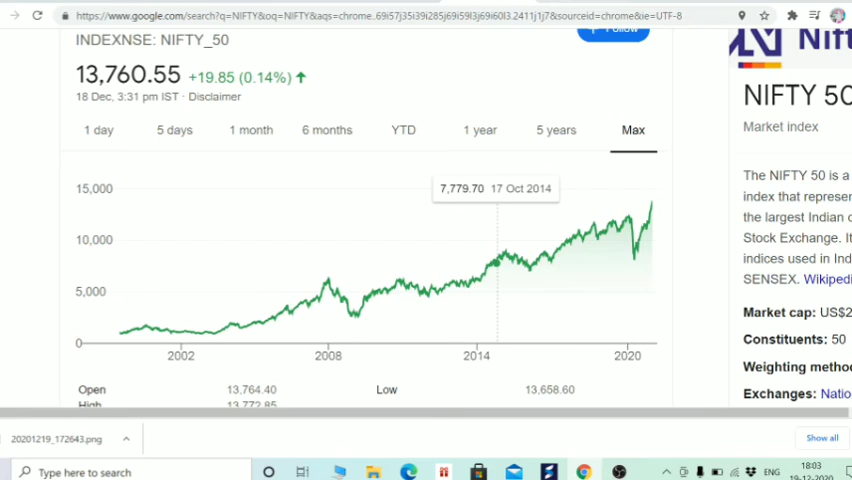 https://www.google.com/search?q=NIFTY&oq=NIFTY&aqs=chrome..69i57j35i39i285j69i59l3j69i60l3.2411j1j7&sourceid=chrome&ie=UTF-8
INDEXNSE: NIFTY_50
Follow
13,760.55 +19.85 (0.14%)
18 Dec, 3:31 pm IST · Disclaimer
1 day 5 days 1 month 6 months YTD 1 year 5 years Max
7,779.70 17 Oct 2014
15,000
10,000
5,000
0
2002 2008 2014 2020
Open 13,764.40 Low 13,658.60
High 13,772.85
Nift
NIFTY 50
Market index
The NIFTY 50 is a
index that represen
the largest Indian c
Stock Exchange. It
indices used in Ind
SENSEX. Wikipedi
Market cap: US$2
Constituents: 50
Weighting metho
Exchanges: Natio
20201219_172643.png
Show all
Type here to search
ENG
18:03
19-12-2020